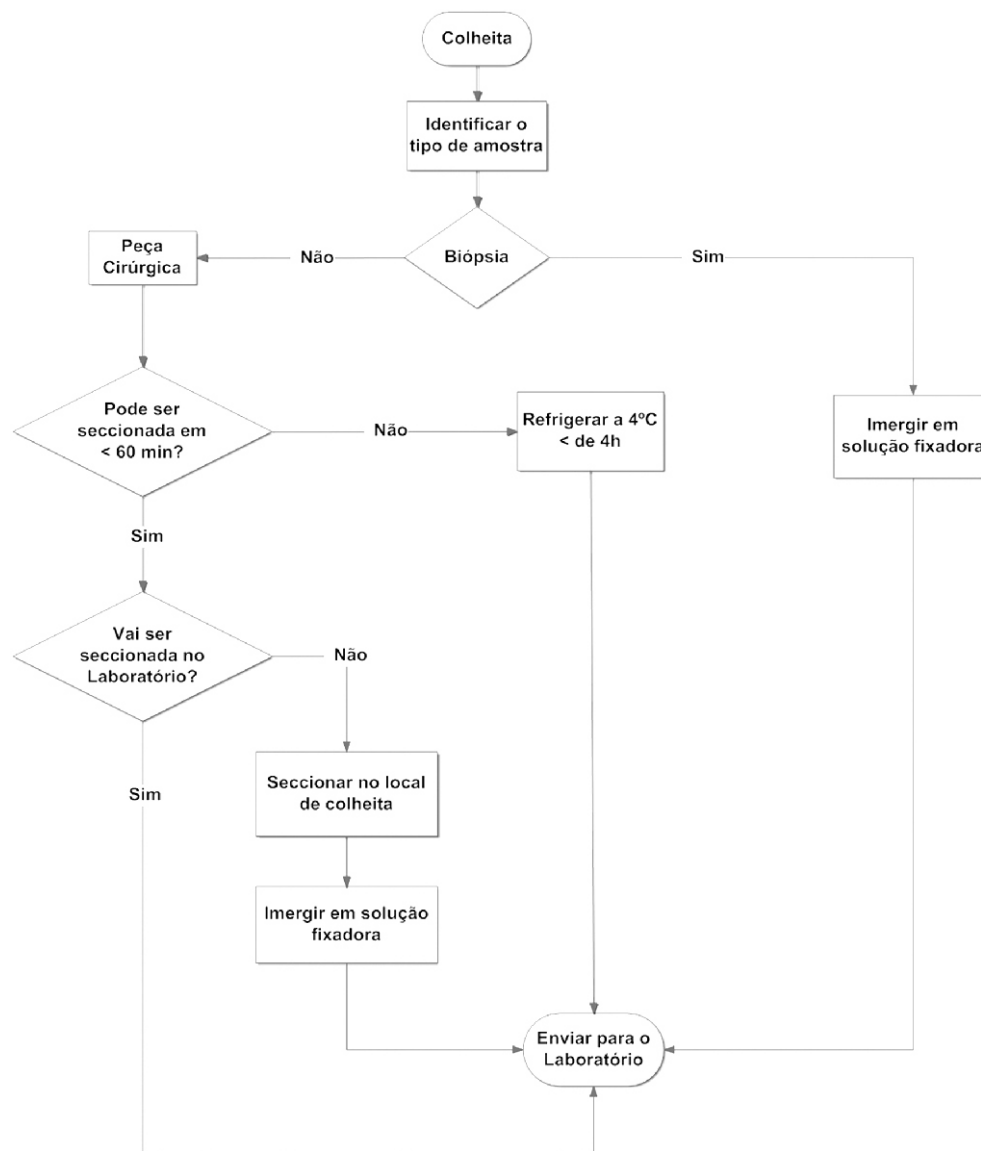 Colheita
Identificar o
tipo de amostra
Peça
Cirúrgica
Não
Biópsia
Sim
Pode ser
seccionada em
< 60 min?
Não
Refrigerar a 4ºC
< de 4h
Imergir em
solução fixadora
Sim
Vai ser
seccionada no
Laboratório?
Não
Sim
Seccionar no local
de colheita
Imergir em solução
fixadora
Enviar para o
Laboratório